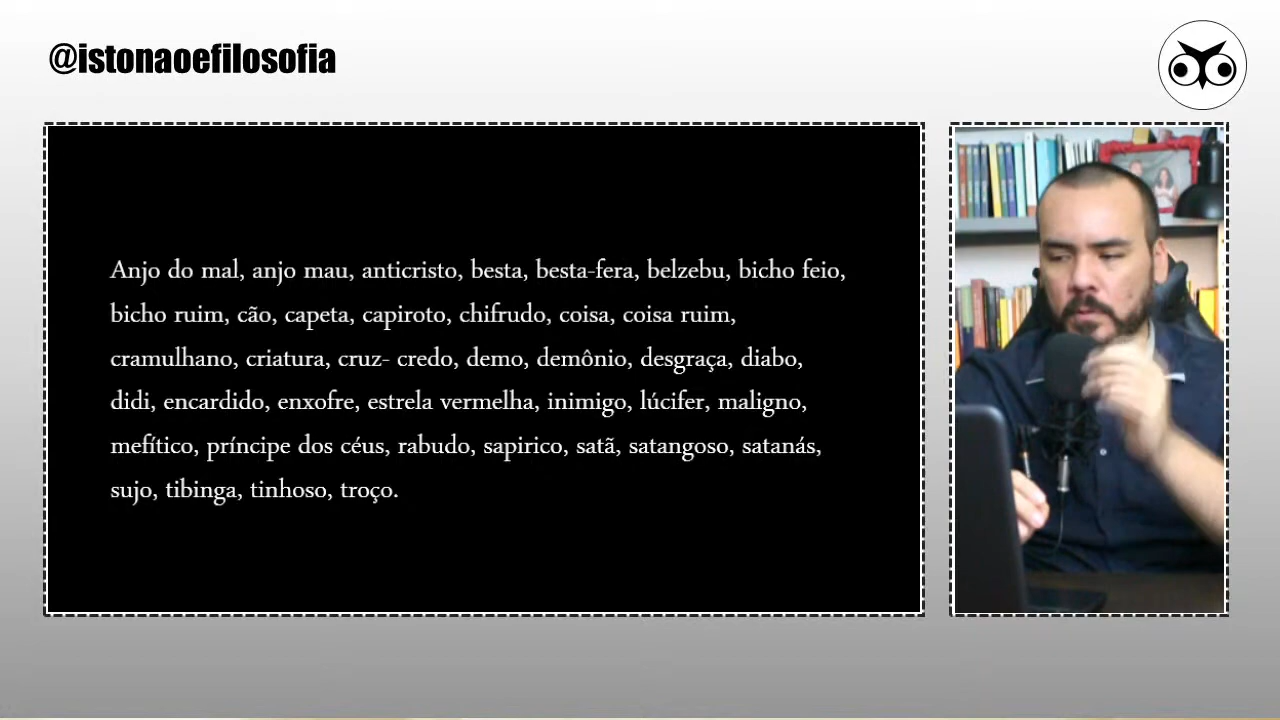 @istonaoefilosofia
Anjo do mal, anjo mau, anticristo, besta, besta-fera, belzebu, bicho feio,
bicho ruim, cão, capeta, capiroto, chifrudo, coisa, coisa ruim,
cramulhano, criatura, cruz- credo, demo, demônio, desgraça, diabo,
didi, encardido, enxofre, estrela vermelha, inimigo, lúcifer, maligno,
mefítico, príncipe dos céus, rabudo, sapirico, satã, satangoso, satanás,
sujo, tibinga, tinhoso, troço.